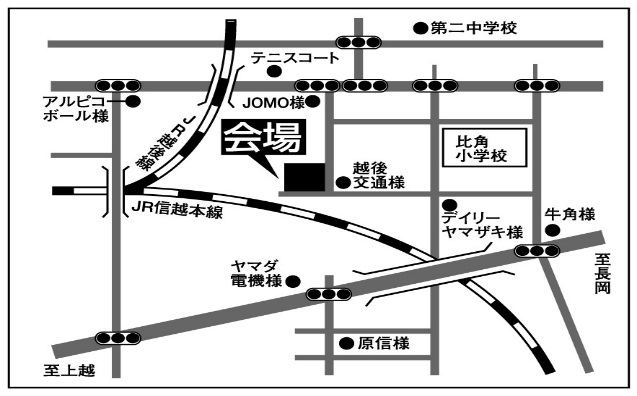 第二中学校
テニスコート
アルピコー
ボール様
JOMO様
JR越後線
会場
比角
小学校
越後
交通様
JR信越本線
デイリー
ヤマザキ様
牛角様
ヤマダ
電機様
至長岡
原信様
至上越